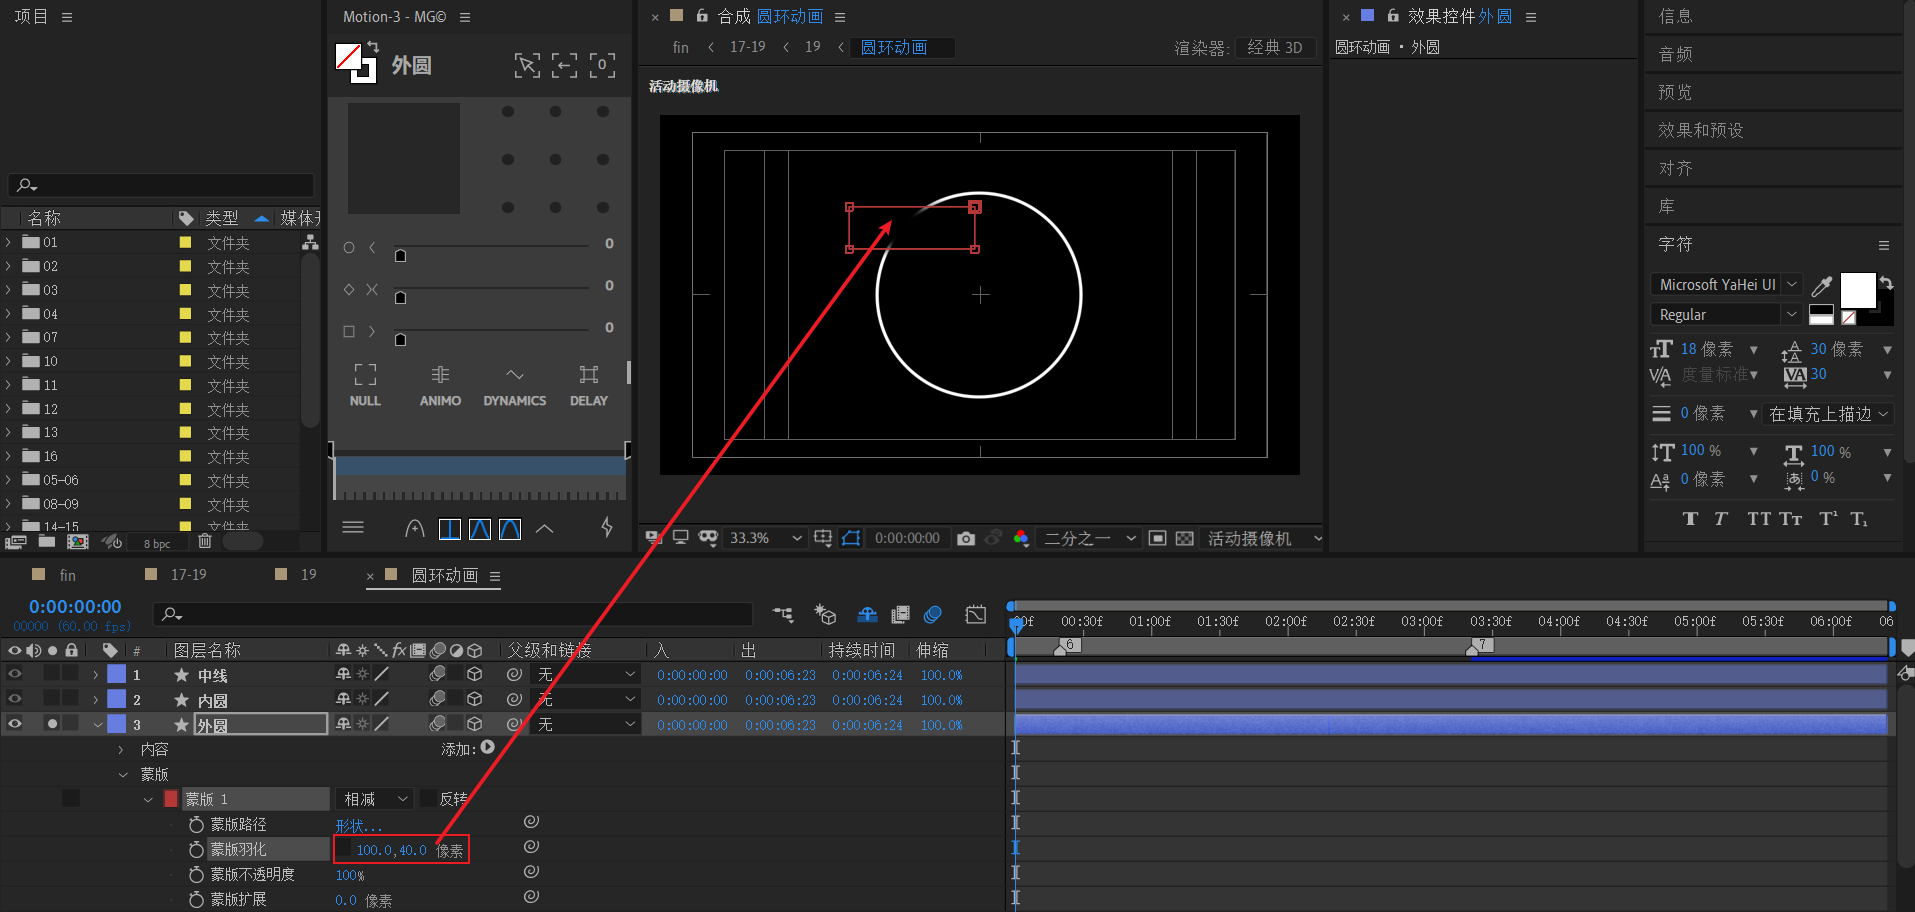 项目
Motion-3 - MG©
合成 圆环动画
效果控件 外圆
信息
fin
17-19
19
圆环动画
渲染器:
经典 3D
圆环动画 · 外圆
音频
外圆
活动摄像机
预览
效果和预设
对齐
库
字符
名称
类型
媒体开
01 文件夹
02 文件夹
03 文件夹
04 文件夹
07 文件夹
10 文件夹
11 文件夹
12 文件夹
13 文件夹
16 文件夹
05-06 文件夹
08-09 文件夹
14-15 文件夹
8 bpc
0
0
0
NULL
ANIMO
DYNAMICS
DELAY
33.3%
0:00:00:00
二分之一
活动摄像机
Microsoft YaHei UI
Regular
18 像素
30 像素
度量标准
30
0 像素
在填充上描边
100 %
100 %
0 像素
0 %
fin
17-19
19
圆环动画
0:00:00:00
00000 (60.00 fps)
# 图层名称
父级和链接
入
出
持续时间
伸缩
00f 00:30f 01:00f 01:30f 02:00f 02:30f 03:00f 03:30f 04:00f 04:30f 05:00f 05:30f 06:00f 06
6
7
1 中线 无 0:00:00:00 0:00:06:23 0:00:06:24 100.0%
2 内圆 无 0:00:00:00 0:00:06:23 0:00:06:24 100.0%
3 外圆 无 0:00:00:00 0:00:06:23 0:00:06:24 100.0%
内容 添加:
蒙版
蒙版 1 相减 反转
蒙版路径 形状...
蒙版羽化 100.0,40.0 像素
蒙版不透明度 100%
蒙版扩展 0.0 像素